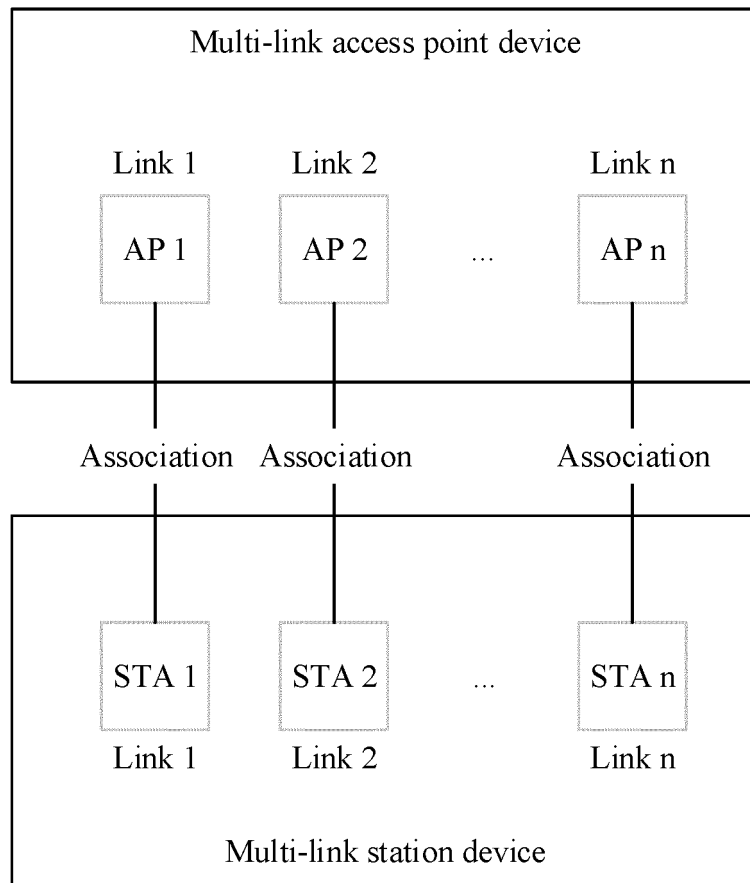 Multi-link access point device
Link 1 Link 2 Link n
AP 1 AP 2 ... AP n
Association Association Association
STA 1 STA 2 ... STA n
Link 1 Link 2 Link n
Multi-link station device